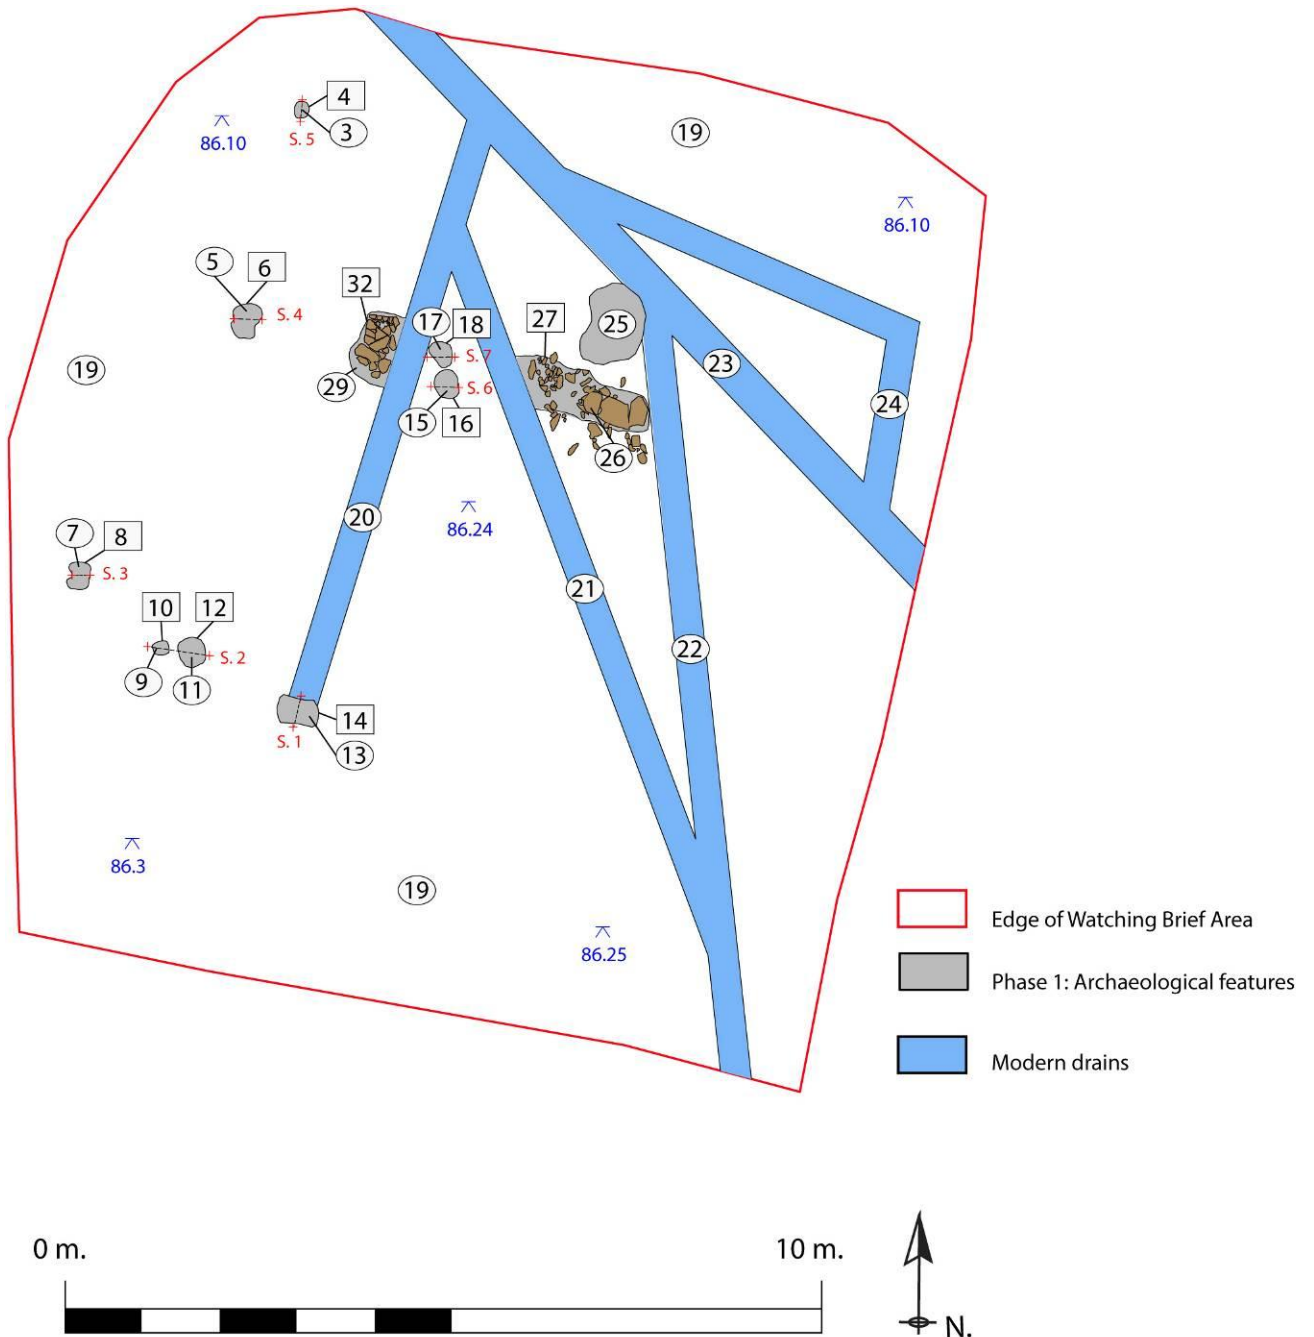 4
3
S. 5
86.10
19
86.10
5
6
S. 4
32
17
18
S. 7
27
25
19
29
S. 6
15
16
26
23
24
20
86.24
7
8
S. 3
21
10
12
S. 2
9
11
22
14
13
S. 1
86.3
19
86.25
Edge of Watching Brief Area
Phase 1: Archaeological features
Modern drains
0 m.
10 m.
N.